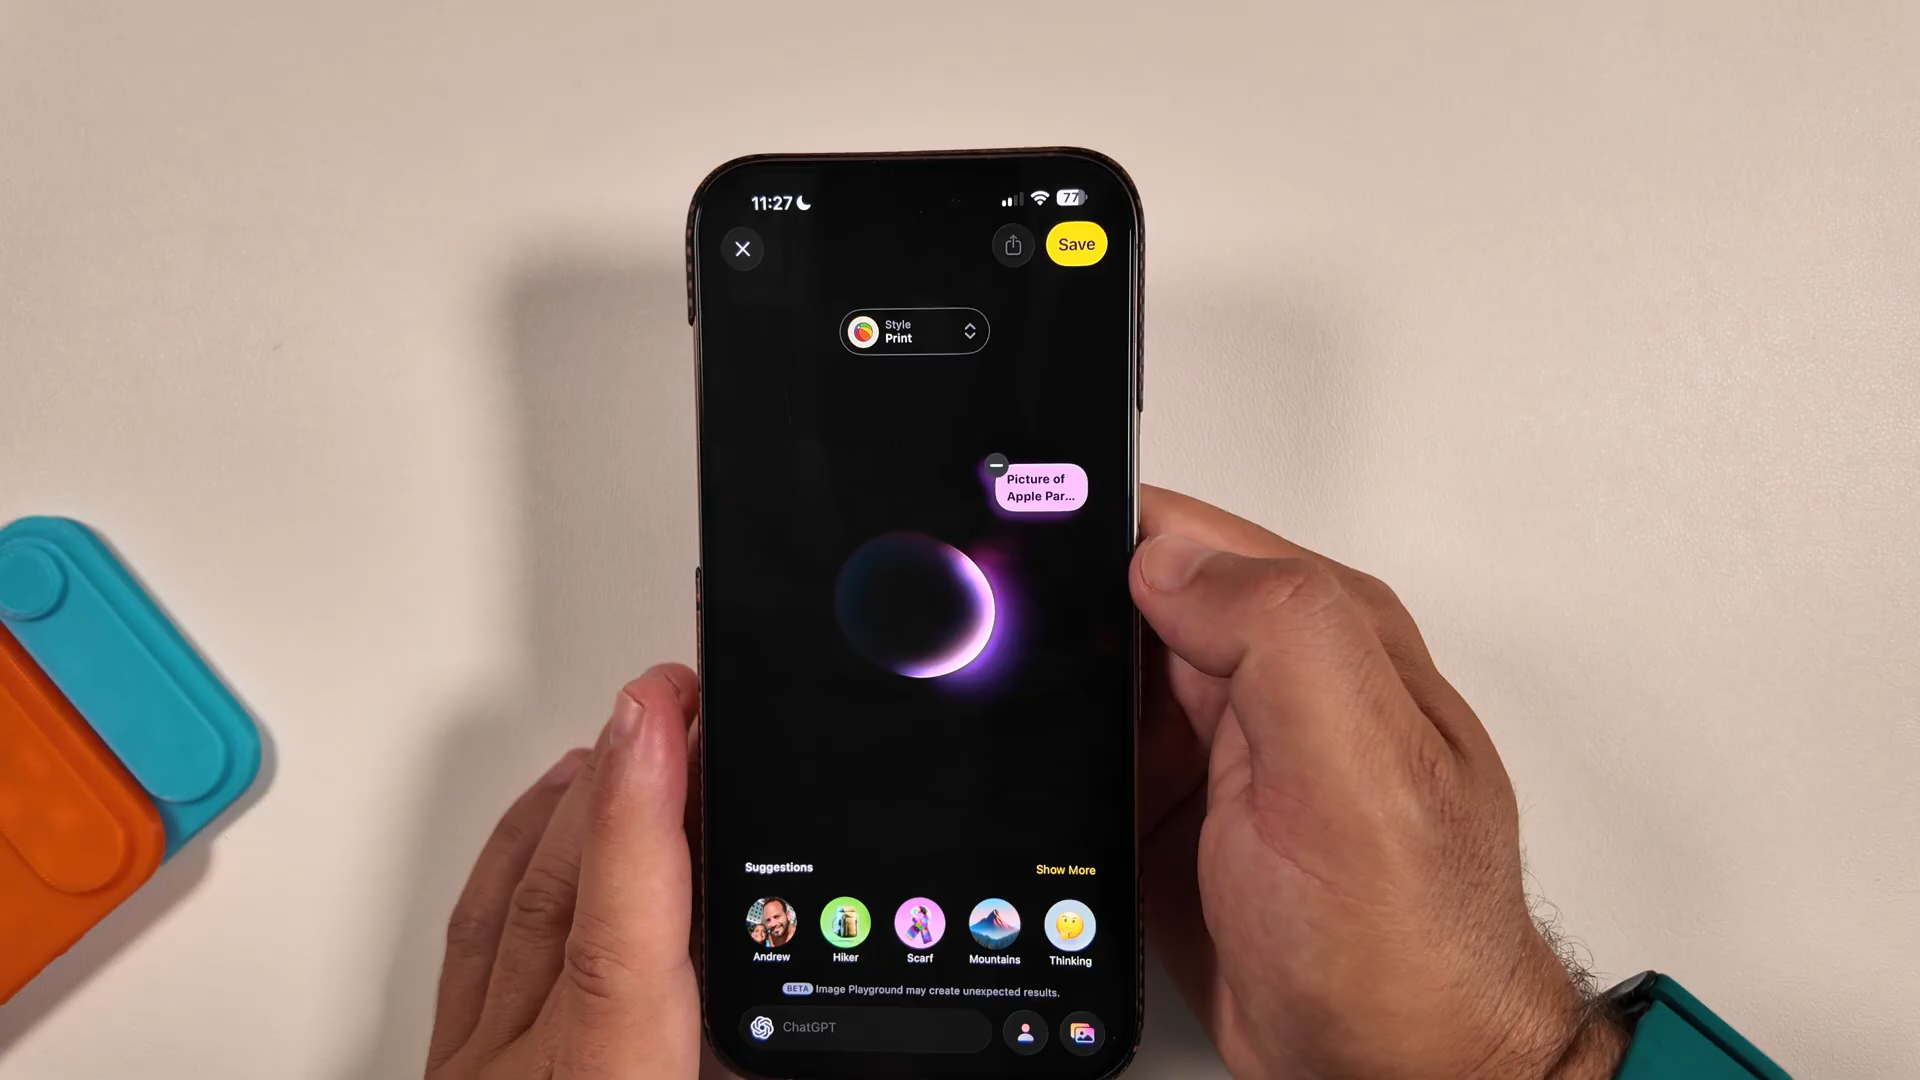 11:27
77
Save
Style
Print
Picture of
Apple Par...
Suggestions
Show More
Andrew
Hiker
Scarf
Mountains
Thinking
BETA Image Playground may create unexpected results.
ChatGPT